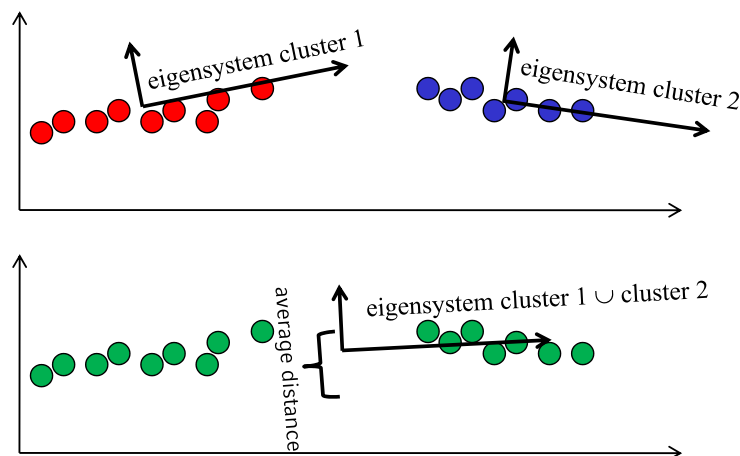 eigensystem cluster 1
eigensystem cluster 2
average distance
eigensystem cluster 1 ∪ cluster 2